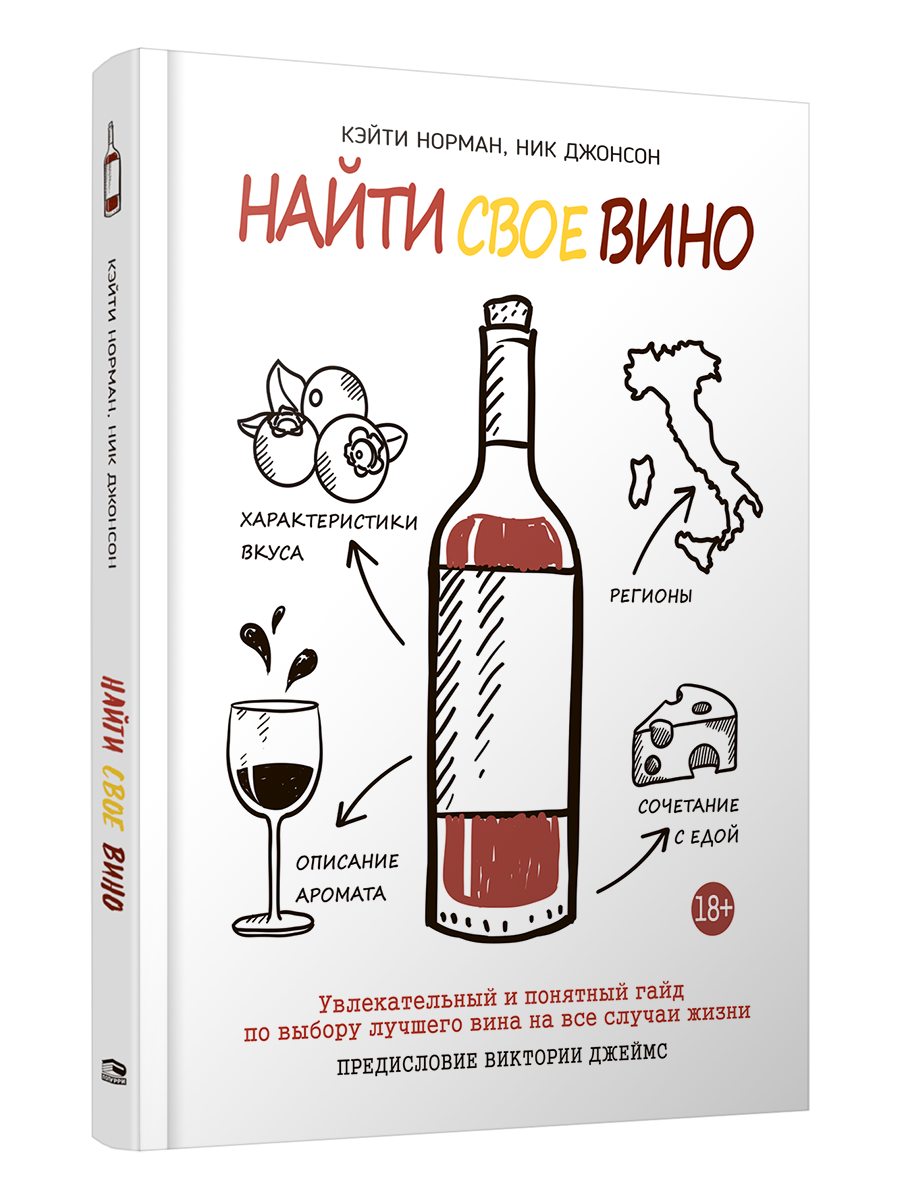 КЭЙТИ НОРМАН, НИК ДЖОНСОН
НАЙТИ СВОЕ ВИНО
ХАРАКТЕРИСТИКИ
ВКУСА
РЕГИОНЫ
СОЧЕТАНИЕ
С ЕДОЙ
ОПИСАНИЕ
АРОМАТА
18+
Увлекательный и понятный гайд
по выбору лучшего вина на все случаи жизни
ПРЕДИСЛОВИЕ ВИКТОРИИ ДЖЕЙМС
КЭЙТИ НОРМАН, НИК ДЖОНСОН
НАЙТИ СВОЕ ВИНО
ПОПУРРИ